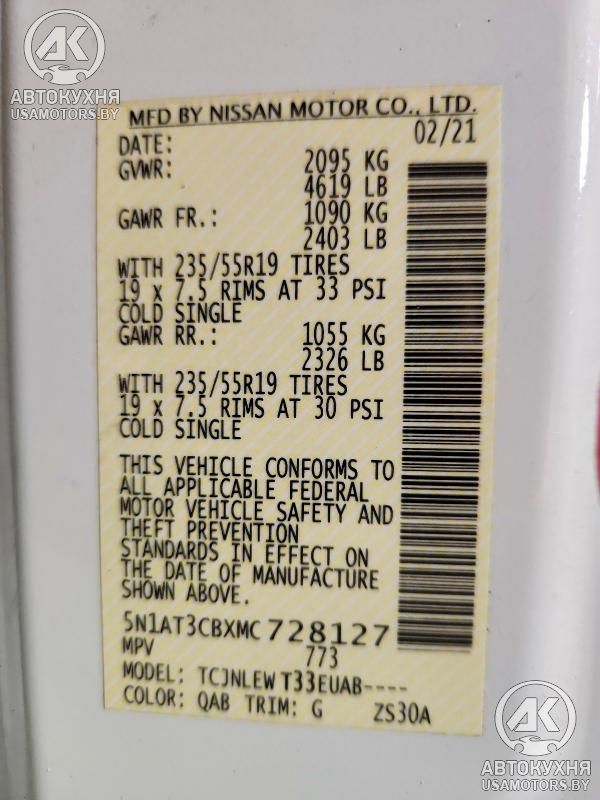 АК
АВТОКУХНЯ
USAMOTORS.BY
MFD BY NISSAN MOTOR CO., LTD.
DATE: 02/21
GVWR: 2095 KG
4619 LB
GAWR FR.: 1090 KG
2403 LB
WITH 235/55R19 TIRES
19 x 7.5 RIMS AT 33 PSI
COLD SINGLE
GAWR RR.: 1055 KG
2326 LB
WITH 235/55R19 TIRES
19 x 7.5 RIMS AT 30 PSI
COLD SINGLE
THIS VEHICLE CONFORMS TO
ALL APPLICABLE FEDERAL
MOTOR VEHICLE SAFETY AND
THEFT PREVENTION
STANDARDS IN EFFECT ON
THE DATE OF MANUFACTURE
SHOWN ABOVE.
5N1AT3CBXMC728127
MPV 773
MODEL: TCJNLEW T33EUAB----
COLOR: QAB TRIM: G ZS30A
АК
АВТОКУХНЯ
USAMOTORS.BY